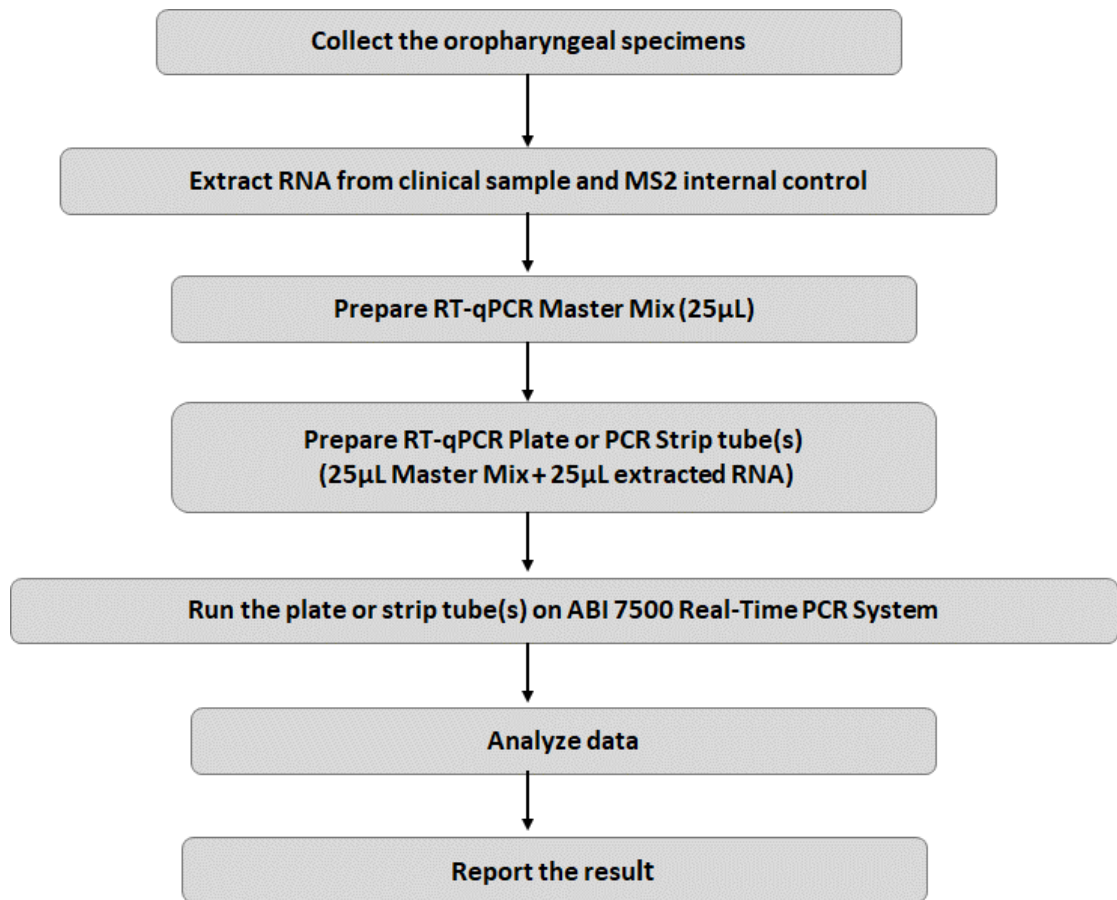 Collect the oropharyngeal specimens
Extract RNA from clinical sample and MS2 internal control
Prepare RT-qPCR Master Mix (25µL)
Prepare RT-qPCR Plate or PCR Strip tube(s)
(25µL Master Mix + 25µL extracted RNA)
Run the plate or strip tube(s) on ABI 7500 Real-Time PCR System
Analyze data
Report the result